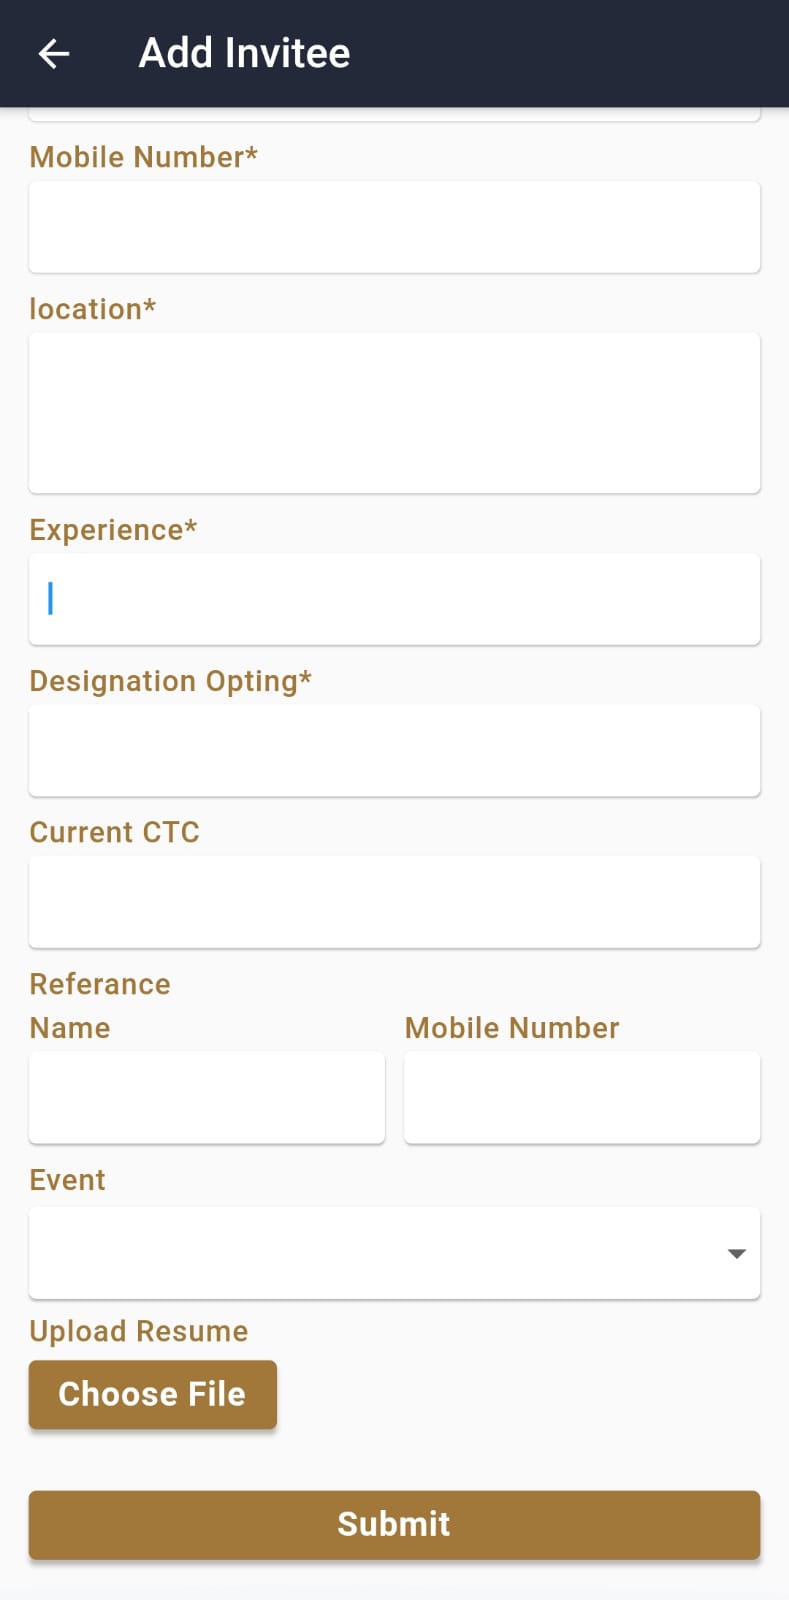 Add Invitee
Mobile Number*
location*
Experience*
Designation Opting*
Current CTC
Referance
Name
Mobile Number
Event
Upload Resume
Choose File
Submit